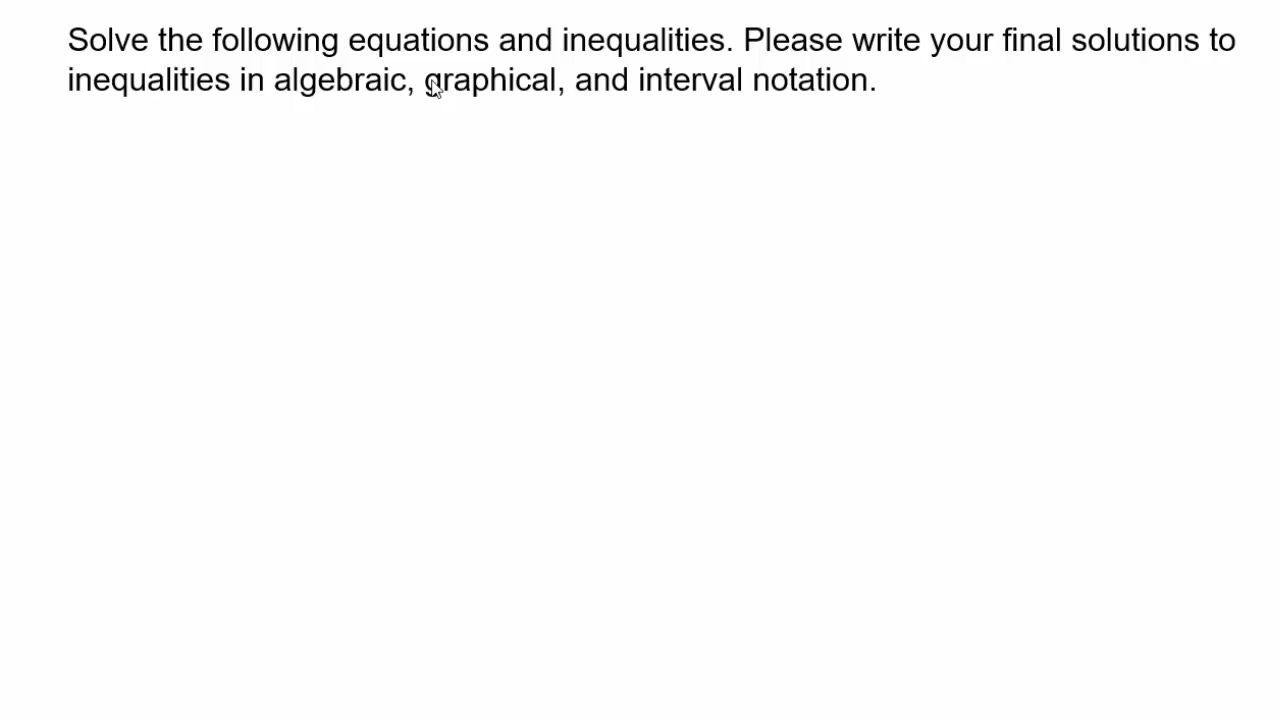 Solve the following equations and inequalities. Please write your final solutions to
inequalities in algebraic, graphical, and interval notation.